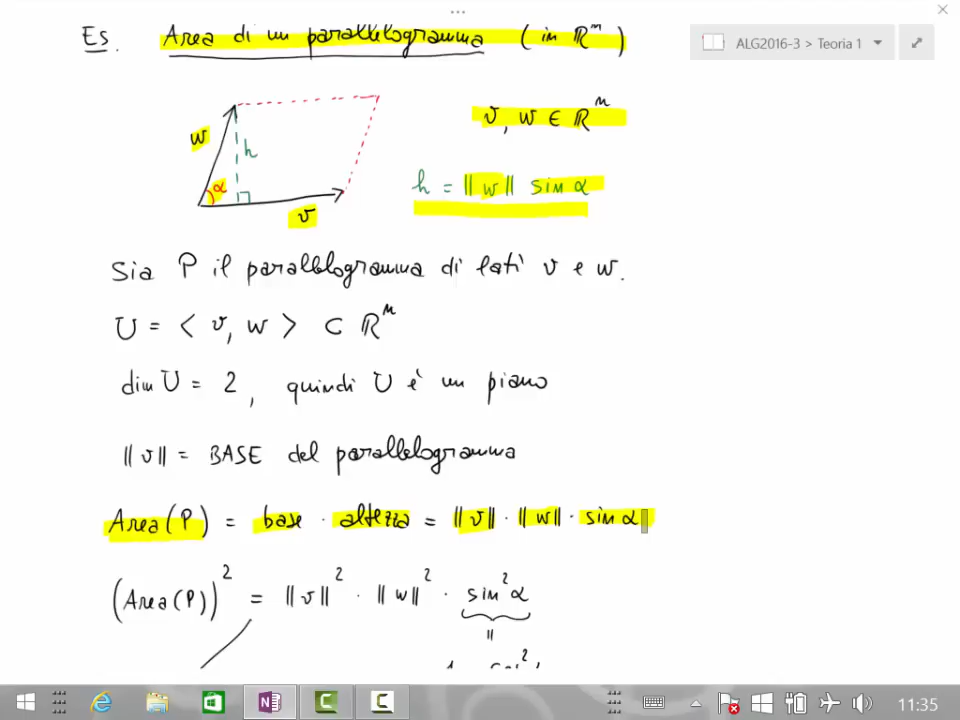 Es. Area di un parallelogramma (in ℝⁿ)
ALG2016-3 > Teoria 1
v, w ∈ ℝⁿ
w
h
α
v
h = ‖w‖ sin α
Sia P il parallelogramma di lati v e w.
U = < v, w > ⊂ ℝⁿ
dim U = 2, quindi U è un piano
‖v‖ = BASE del parallelogramma
Area(P) = base · altezza = ‖v‖ · ‖w‖ · sin α
(Area(P))² = ‖v‖² · ‖w‖² · sin² α
=
11:35